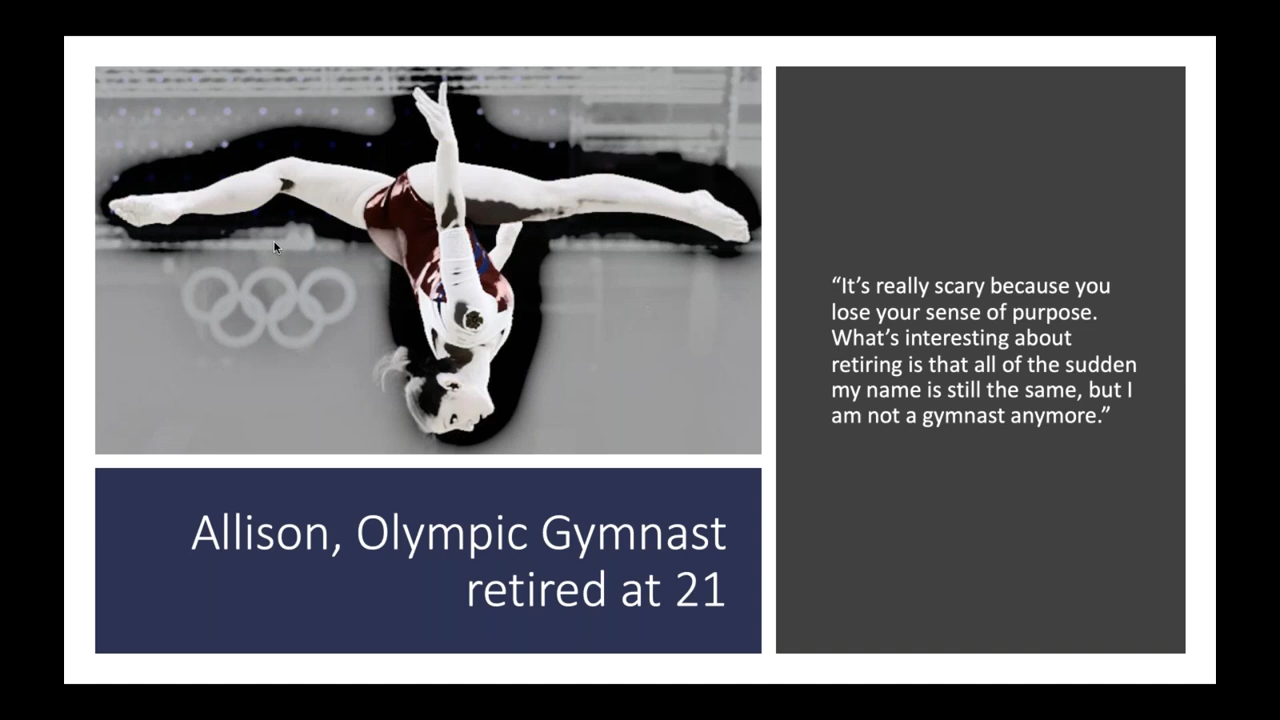 Allison, Olympic Gymnast
retired at 21
“It’s really scary because you
lose your sense of purpose.
What’s interesting about
retiring is that all of the sudden
my name is still the same, but I
am not a gymnast anymore.”